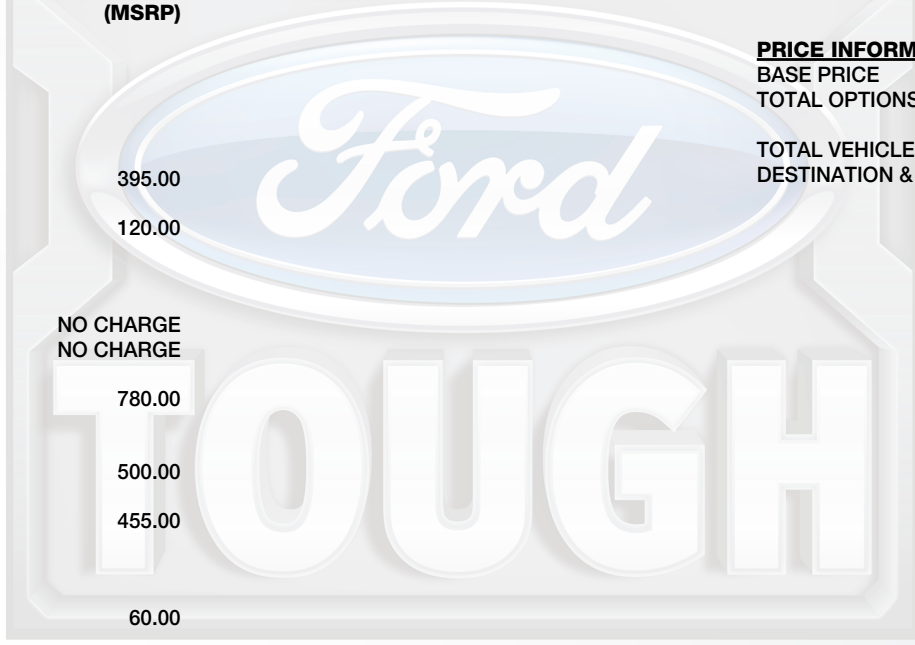 (MSRP)
PRICE INFORM
BASE PRICE
TOTAL OPTIONS
TOTAL VEHICLE
395.00
DESTINATION &
Ford
120.00
NO CHARGE
NO CHARGE
TOUGH
780.00
500.00
455.00
60.00